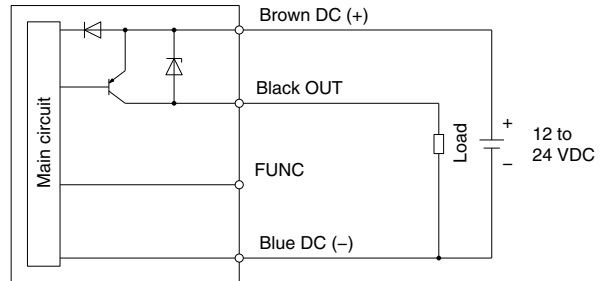 Brown DC (+)
Main circuit
Black OUT
FUNC
Blue DC (−)
Load
+
−
12 to
24 VDC